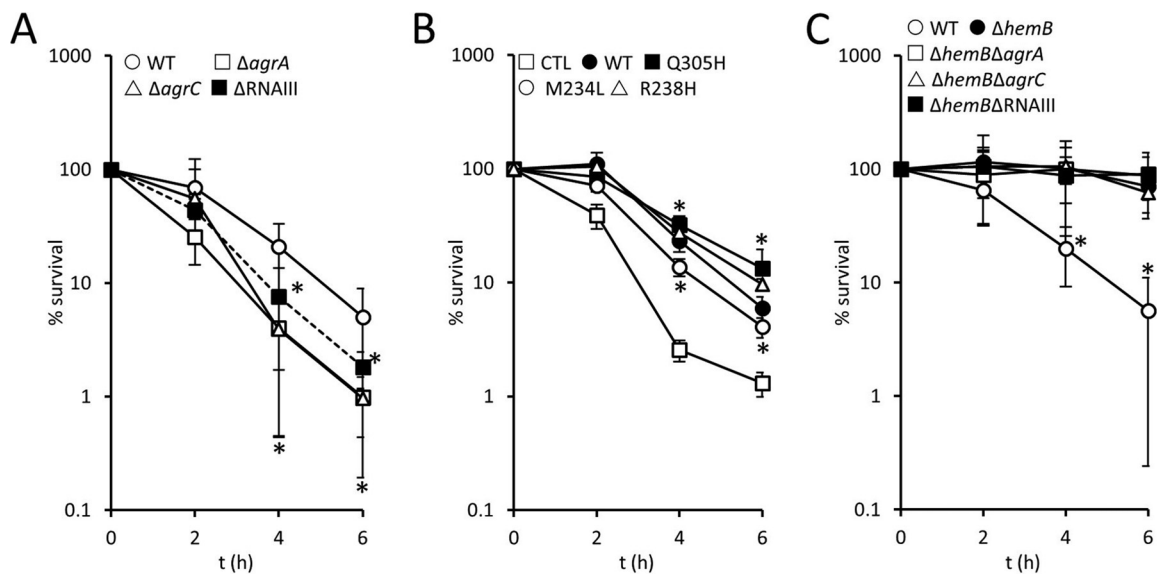 A
WT ΔagrA
ΔagrC ΔRNAIII
1000
100
10
1
0.1
% survival
0 2 4 6
t (h)
* * * *
B
CTL WT Q305H
M234L R238H
1000
100
10
1
0.1
% survival
0 2 4 6
t (h)
* * * *
C
WT ΔhemB
ΔhemBΔagrA
ΔhemBΔagrC
ΔhemBΔRNAIII
1000
100
10
1
0.1
% survival
0 2 4 6
t (h)
* *